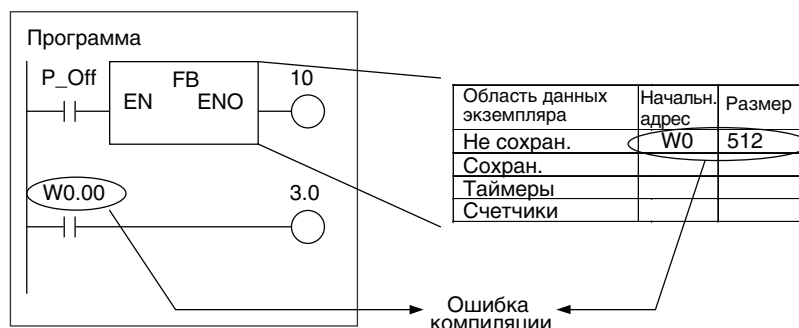 Программа
P_Off
FB
10
EN ENO
W0.00
3.0
Область данных экземпляра
Начальн. адрес
Размер
Не сохран. W0 512
Сохран.
Таймеры
Счетчики
Ошибка
компиляции